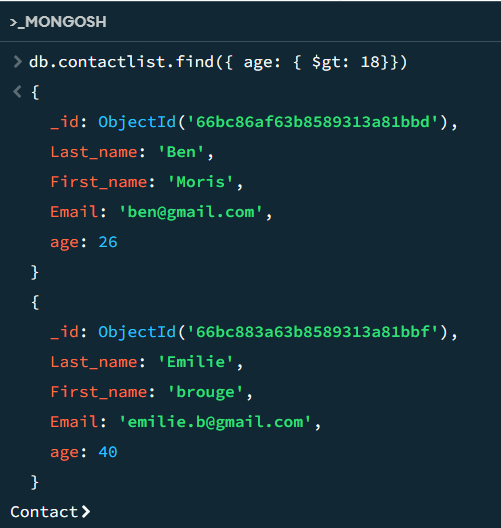 >_MONGOSH
> db.contactlist.find({ age: { $gt: 18}})
< {
_id: ObjectId('66bc86af63b8589313a81bbd'),
Last_name: 'Ben',
First_name: 'Moris',
Email: 'ben@gmail.com',
age: 26
}
{
_id: ObjectId('66bc883a63b8589313a81bbf'),
Last_name: 'Emilie',
First_name: 'brouge',
Email: 'emilie.b@gmail.com',
age: 40
}
Contact>